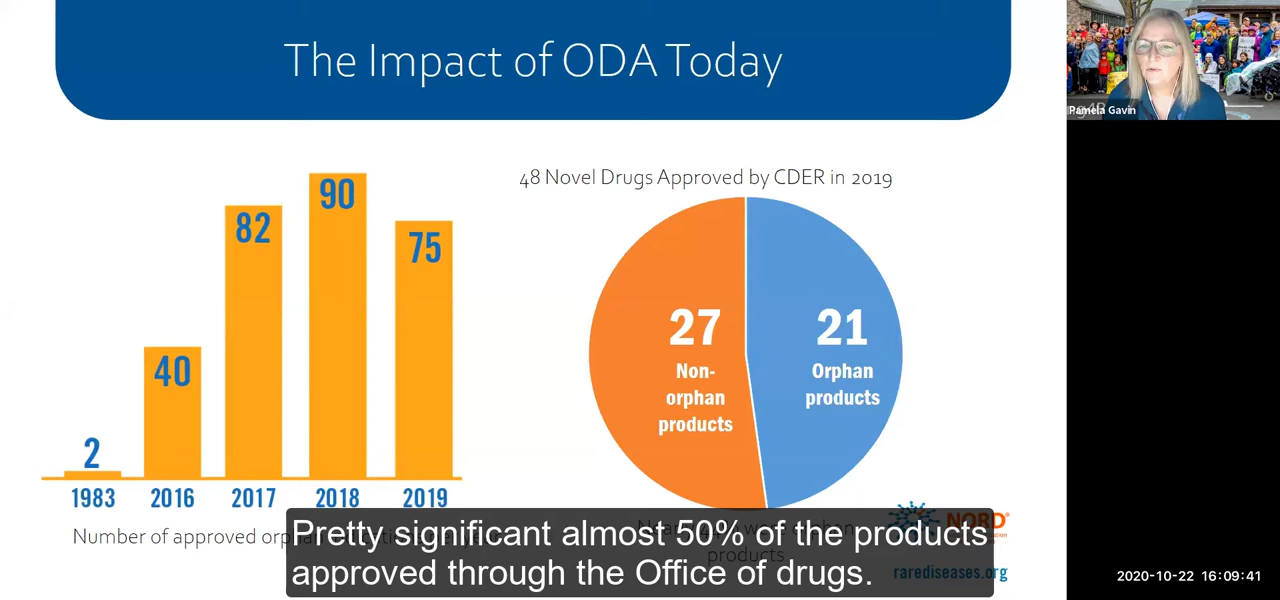 The Impact of ODA Today
Pamela Gavin
48 Novel Drugs Approved by CDER in 2019
90
82
75
40
2
1983 2016 2017 2018 2019
27
Non-
orphan
products
21
Orphan
products
Number of approved
products
NORD®
rarediseases.org
Pretty significant almost 50% of the products
approved through the Office of drugs.
2020-10-22 16:09:41